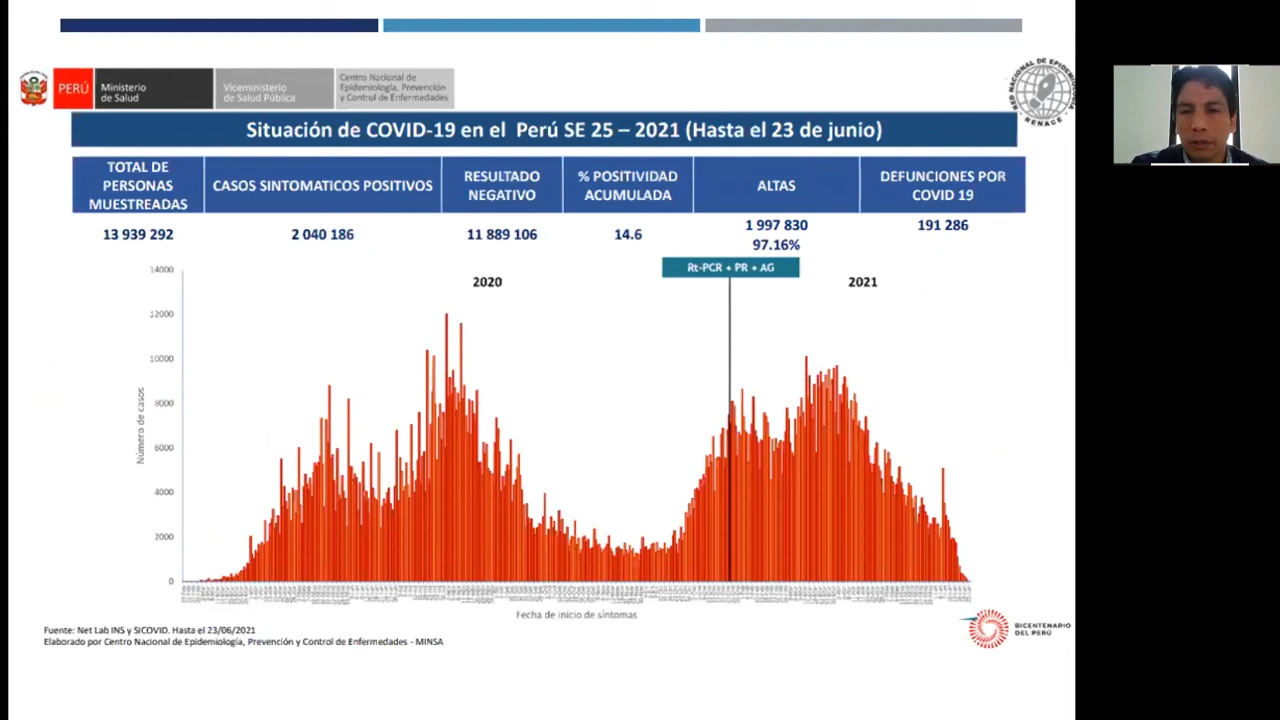 PERÚ
Ministerio
de Salud
Viceministerio
de Salud Pública
Centro Nacional de
Epidemiología, Prevención
y Control de Enfermedades
RED NACIONAL DE EPIDEMIOLOGIA
RENACE
Situación de COVID-19 en el Perú SE 25 – 2021 (Hasta el 23 de junio)
TOTAL DE
PERSONAS
MUESTREADAS
CASOS SINTOMATICOS POSITIVOS
RESULTADO
NEGATIVO
% POSITIVIDAD
ACUMULADA
ALTAS
DEFUNCIONES POR
COVID 19
13 939 292
2 040 186
11 889 106
14.6
1 997 830
97.16%
191 286
Rt-PCR + PR + AG
2020
2021
14000
12000
10000
8000
6000
4000
2000
0
Número de casos
Fecha de inicio de síntomas
Fuente: Net Lab INS y SICOVID. Hasta el 23/06/2021
Elaborado por Centro Nacional de Epidemiología, Prevención y Control de Enfermedades - MINSA
BICENTENARIO
DEL PERÚ